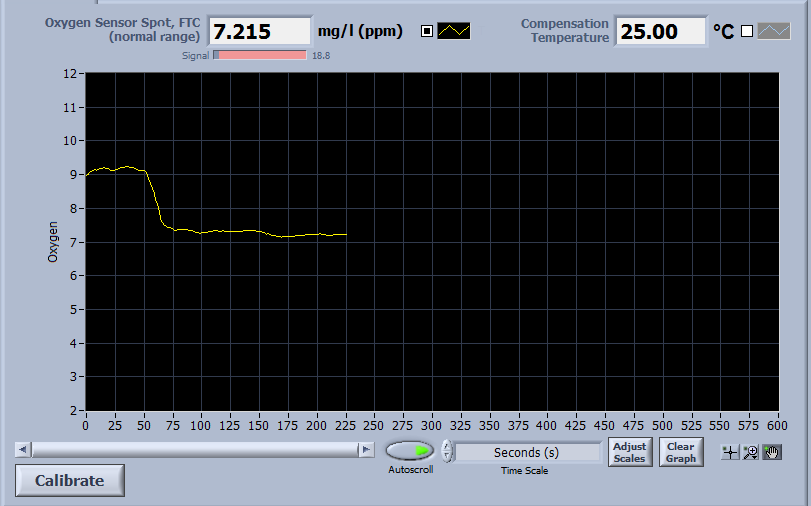 Oxygen Sensor Spot, FTC
(normal range)
7.215
mg/l (ppm)
Compensation
Temperature
25.00
°C
Signal
18.8
12
11
10
9
8
7
6
5
4
3
2
Oxygen
0 25 50 75 100 125 150 175 200 225 250 275 300 325 350 375 400 425 450 475 500 525 550 575 600
Autoscroll
Seconds (s)
Time Scale
Adjust
Scales
Clear
Graph
Calibrate